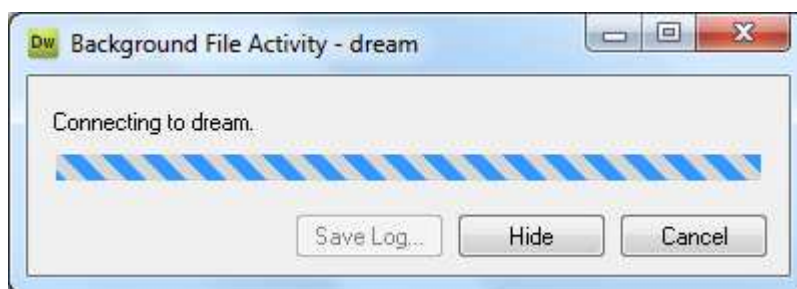 Dw Background File Activity - dream
Connecting to dream.
Save Log... Hide Cancel